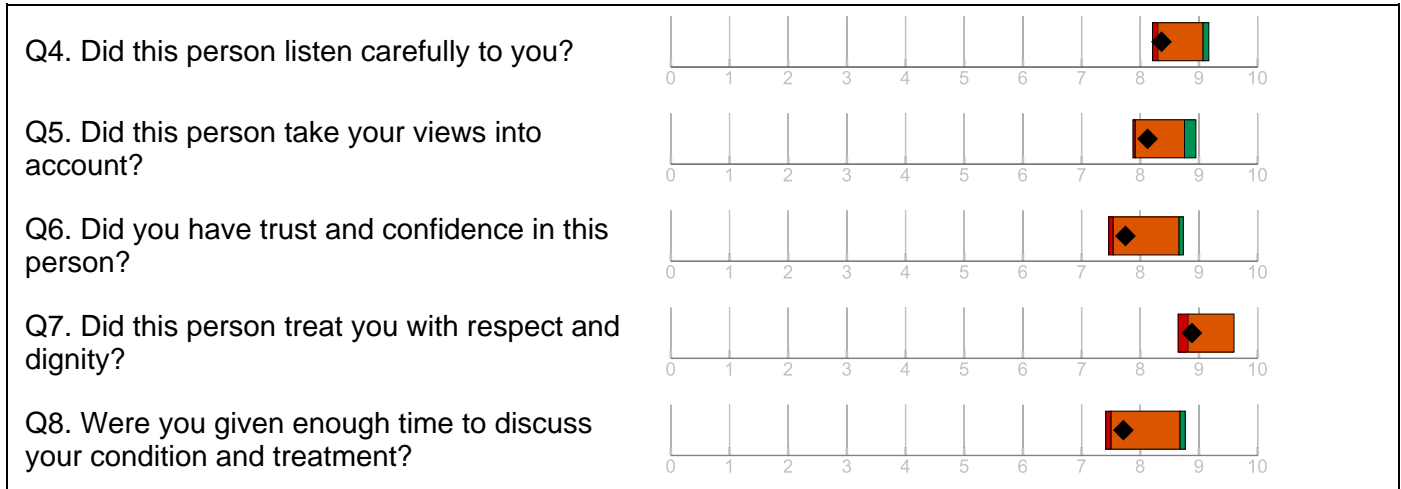 Q4. Did this person listen carefully to you?
0 1 2 3 4 5 6 7 8 9 10
Q5. Did this person take your views into
account?
0 1 2 3 4 5 6 7 8 9 10
Q6. Did you have trust and confidence in this
person?
0 1 2 3 4 5 6 7 8 9 10
Q7. Did this person treat you with respect and
dignity?
0 1 2 3 4 5 6 7 8 9 10
Q8. Were you given enough time to discuss
your condition and treatment?
0 1 2 3 4 5 6 7 8 9 10